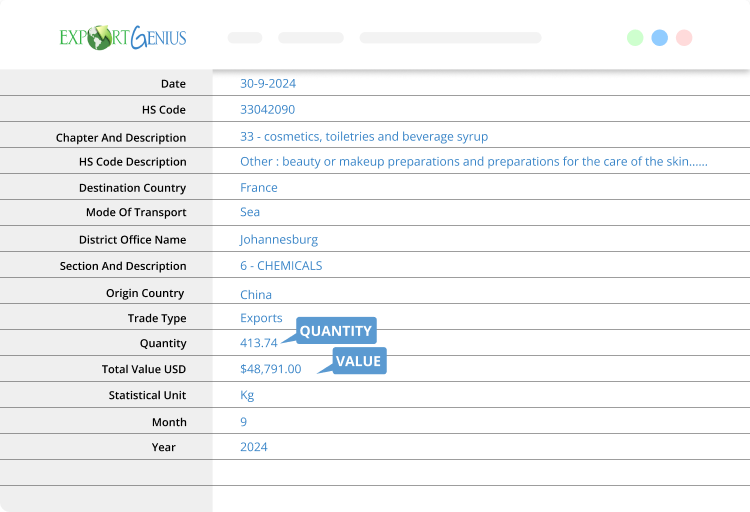 EXPORTGENIUS
Date 30-9-2024
HS Code 33042090
Chapter And Description 33 - cosmetics, toiletries and beverage syrup
HS Code Description Other : beauty or makeup preparations and preparations for the care of the skin......
Destination Country France
Mode Of Transport Sea
District Office Name Johannesburg
Section And Description 6 - CHEMICALS
Origin Country China
Trade Type Exports
Quantity 413.74 QUANTITY
Total Value USD $48,791.00 VALUE
Statistical Unit Kg
Month 9
Year 2024